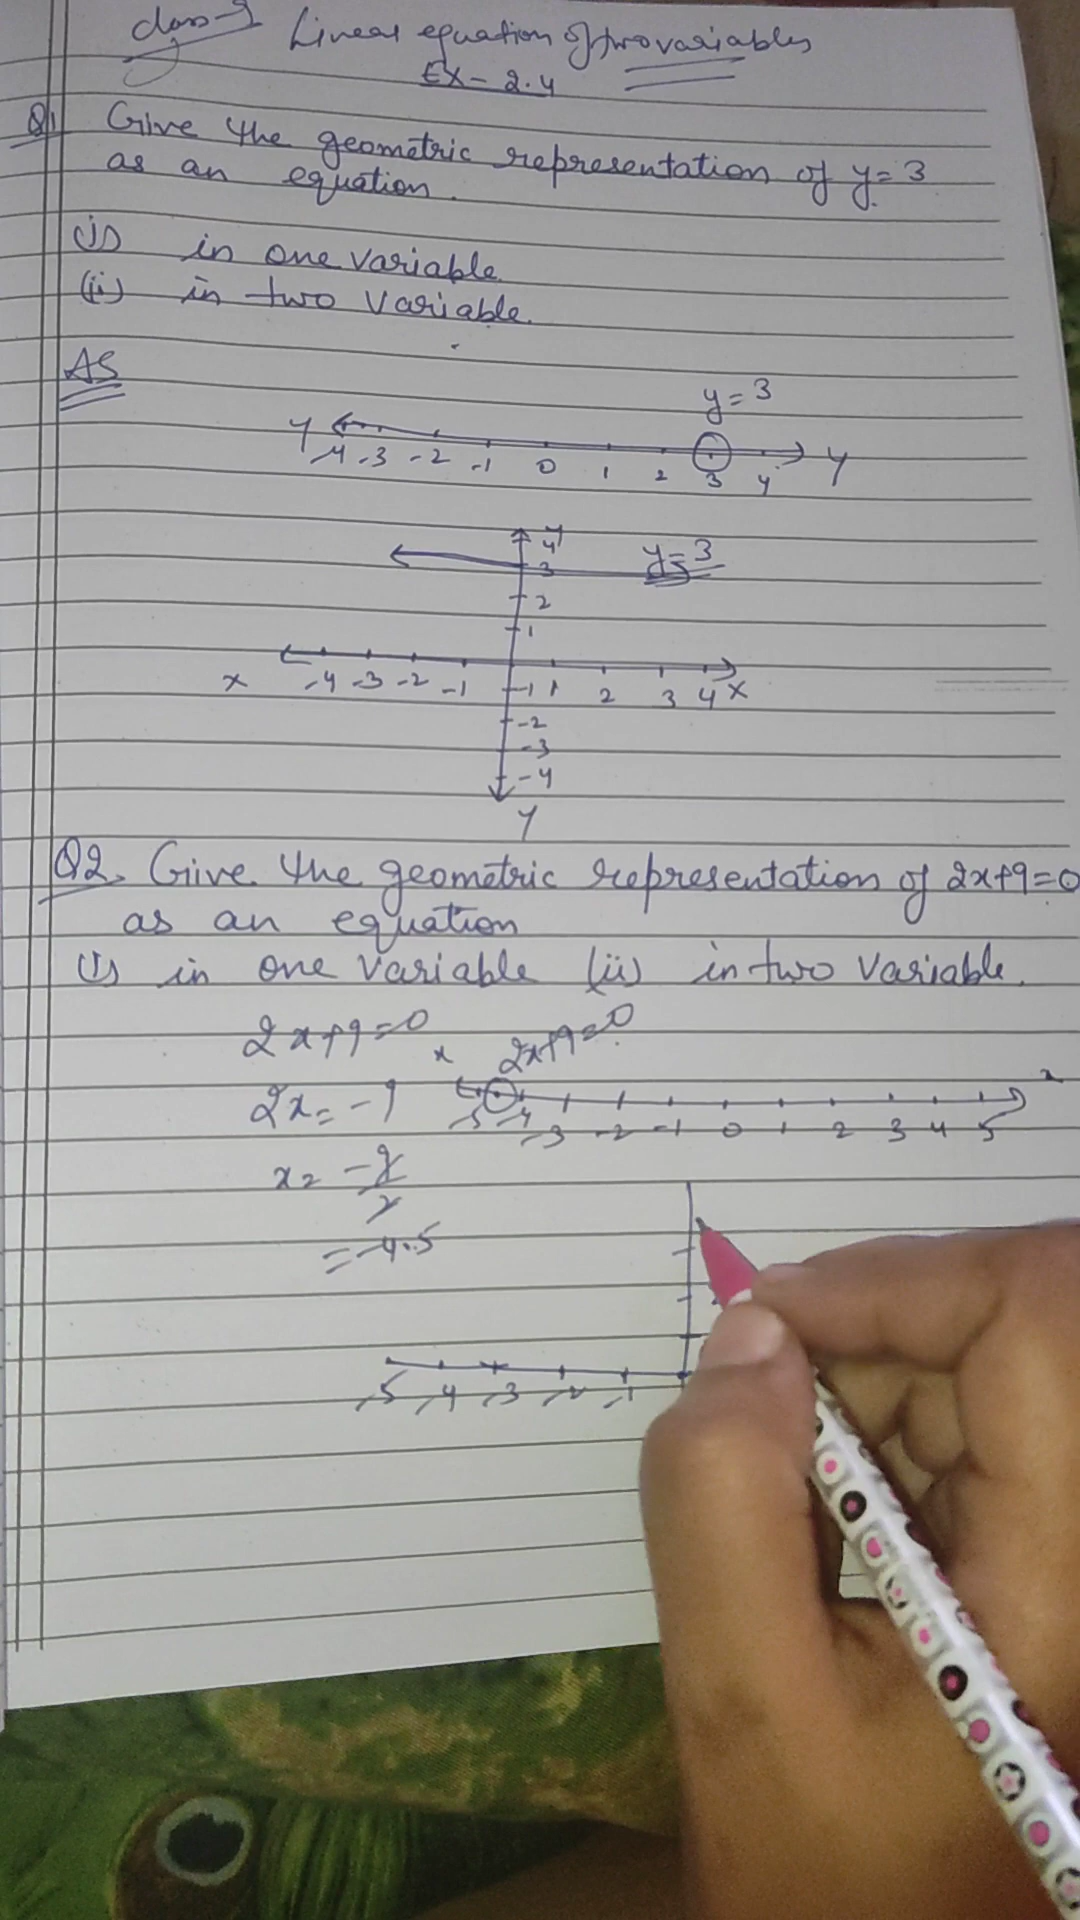 Class-9 Linear equation of two variables
EX-2.4
Q1 Give the geometric representation of y=3
as an equation.
(i) in one variable
(ii) in two variable.
AS
y=3
Y -4 -3 -2 -1 0 1 2 3 4 Y
Y
4
3 y=3
2
1
X -4 -3 -2 -1 1 2 3 4 X
-1
-2
-3
-4
Y
Q2. Give the geometric representation of 2x+9=0
as an equation
(i) in one variable (ii) in two variable.
2x+9=0
x 2x+9=0 x
2x=-9
-5 -4 -3 -2 -1 0 1 2 3 4 5
x= -9/2
= -4.5
-5 -4 -3 -2 -1